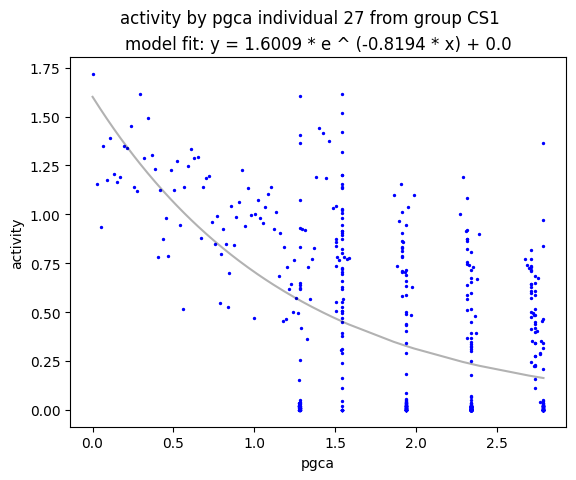 activity by pgca individual 27 from group CS1
model fit: y = 1.6009 * e ^ (-0.8194 * x) + 0.0
1.75
1.50
1.25
1.00
0.75
0.50
0.25
0.00
activity
0.0 0.5 1.0 1.5 2.0 2.5
pgca